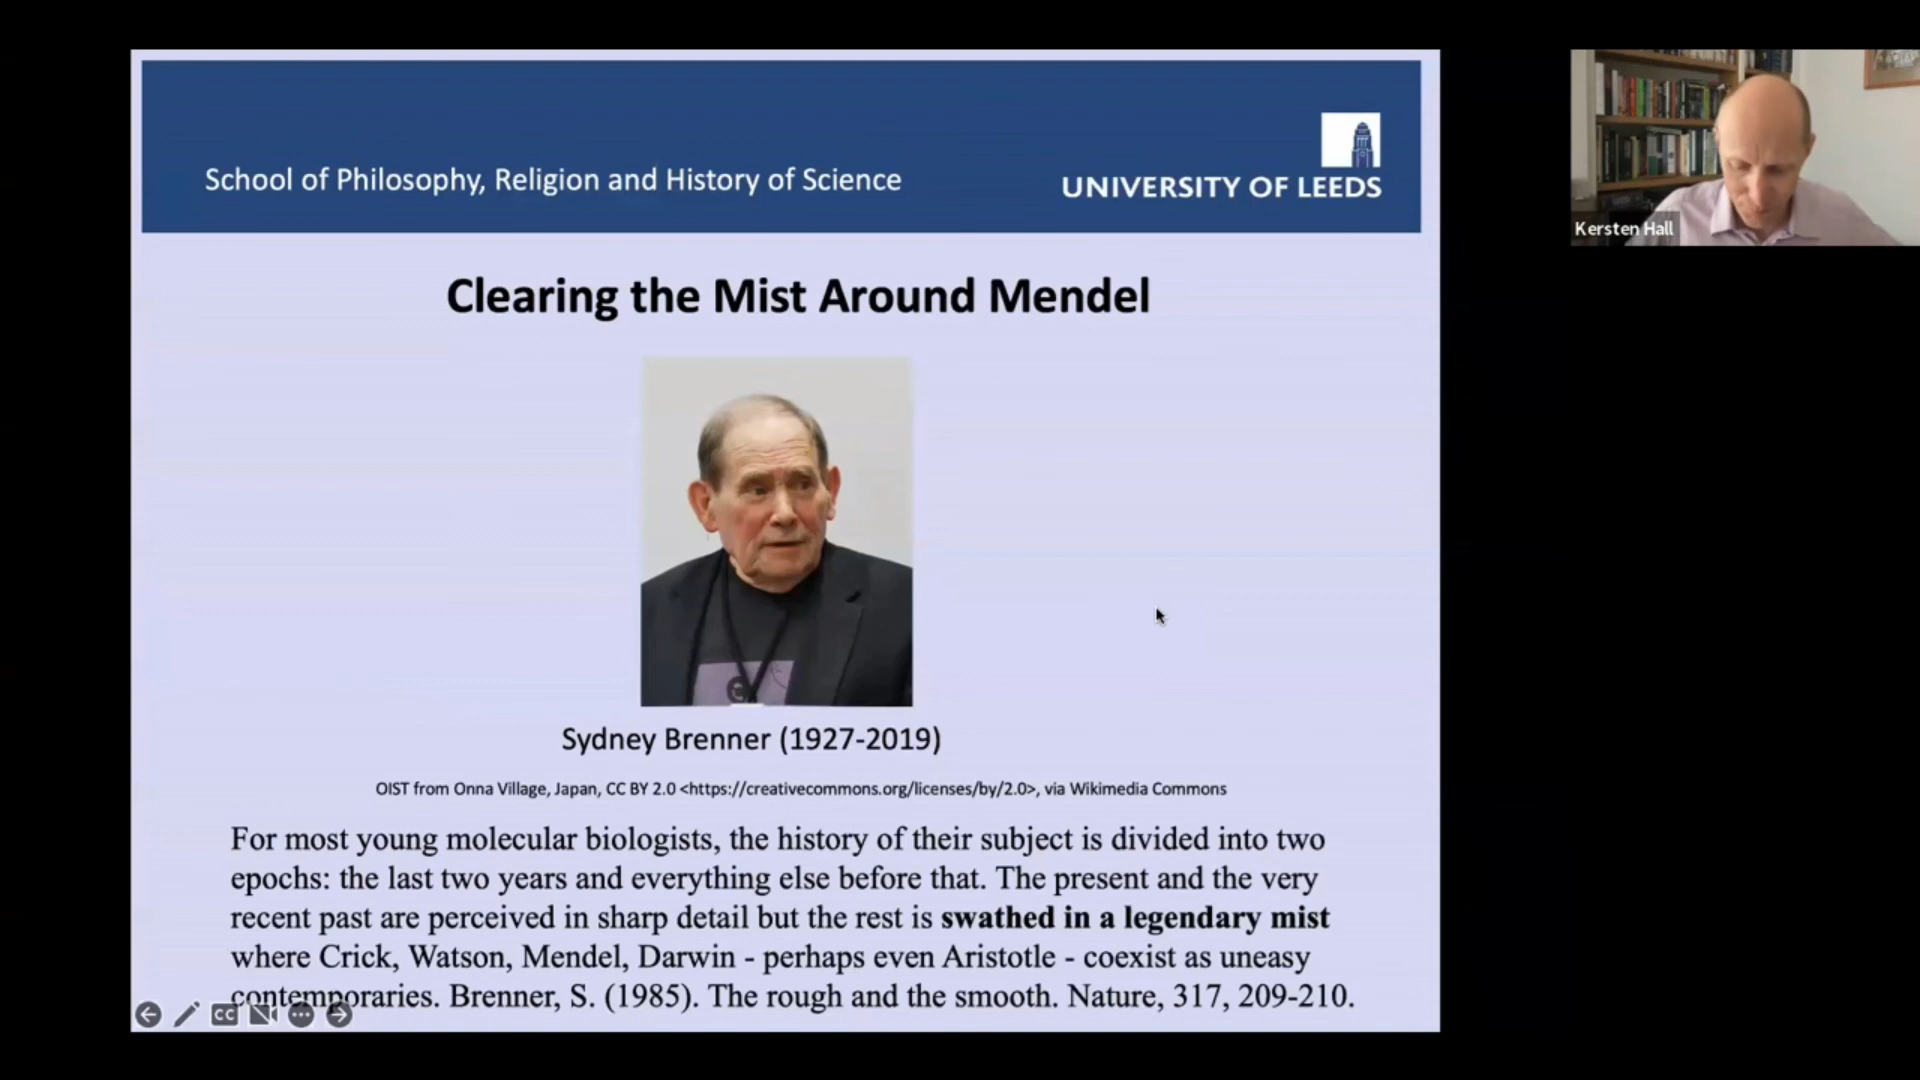 School of Philosophy, Religion and History of Science
UNIVERSITY OF LEEDS
Kersten Hall
Clearing the Mist Around Mendel
Sydney Brenner (1927-2019)
OIST from Onna Village, Japan, CC BY 2.0 <https://creativecommons.org/licenses/by/2.0>, via Wikimedia Commons
For most young molecular biologists, the history of their subject is divided into two
epochs: the last two years and everything else before that. The present and the very
recent past are perceived in sharp detail but the rest is swathed in a legendary mist
where Crick, Watson, Mendel, Darwin - perhaps even Aristotle - coexist as uneasy
contemporaries. Brenner, S. (1985). The rough and the smooth. Nature, 317, 209-210.
CC